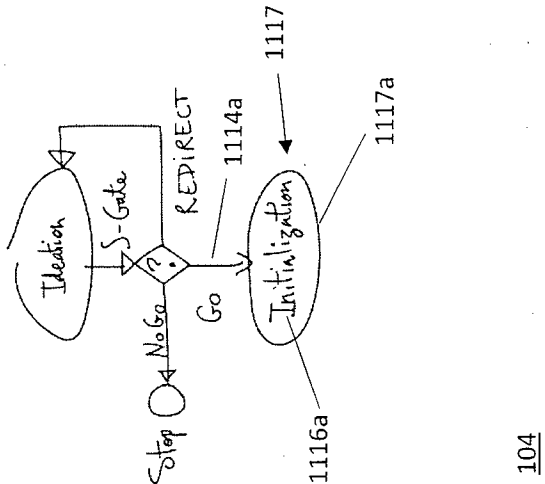 Ideation
S-Gate
?
REDIRECT
NoGo
Stop
Go
1114a
1117
Initialization
1116a
1117a
104